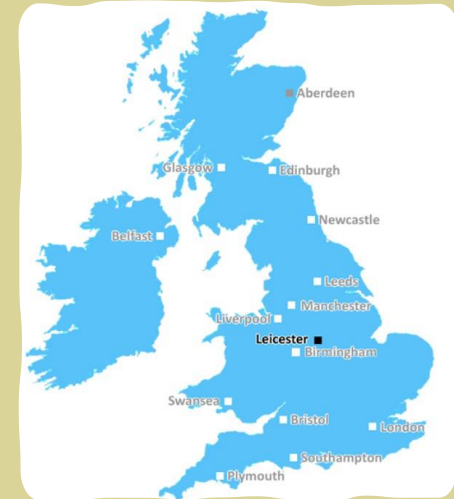 Aberdeen
Glasgow
Edinburgh
Newcastle
Belfast
Leeds
Manchester
Liverpool
Leicester
Birmingham
Swansea
Bristol
London
Southampton
Plymouth